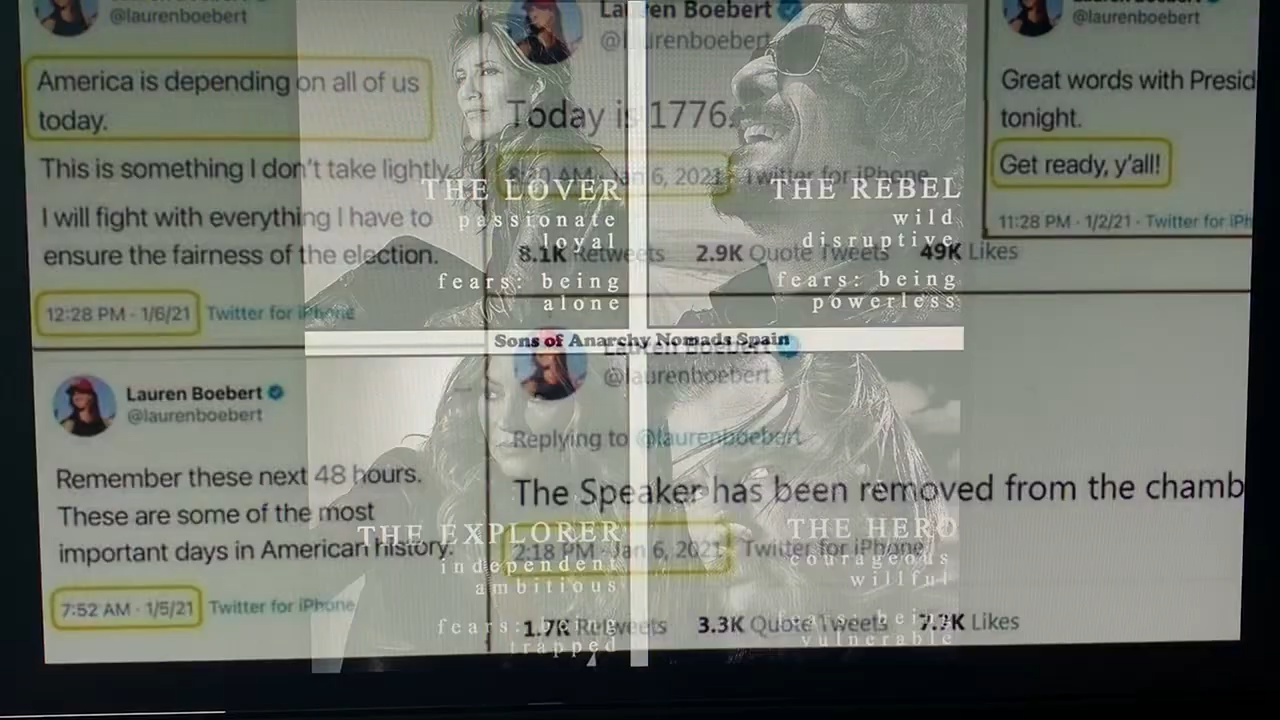 @laurenboebert
America is depending on all of us
today.
This is something I don't take lightly.
I will fight with everything I have to
ensure the fairness of the election.
12:28 PM · 1/6/21 · Twitter for iPhone
Lauren Boebert
@laurenboebert
Remember these next 48 hours.
These are some of the most
important days in American history.
7:52 AM · 1/5/21 · Twitter for iPhone
Lauren Boebert
@laurenboebert
Today is 1776.
AM · Jan 6, 2021 · Twitter for iPhone
8.1K Retweets 2.9K Quote Tweets 49K Likes
Lauren Boebert
@laurenboebert
Replying to @laurenboebert
The Speaker has been removed from the chamb
2:18 PM · Jan 6, 2021 · Twitter for iPhone
1.7K Retweets 3.3K Quote Tweets Likes
@laurenboebert
Great words with Presid
tonight.
Get ready, y'all!
11:28 PM · 1/2/21 · Twitter for iPh
THE LOVER
passionate
loyal
fears: being
alone
THE REBEL
wild
disruptive
fears: being
powerless
Sons of Anarchy Nomads Spain
THE EXPLORER
independent
ambitious
fears: being
trapped
THE HERO
courageous
willful
fears: being
vulnerable